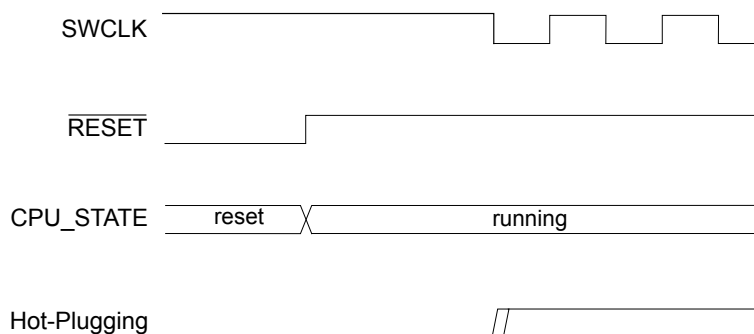 SWCLK
RESET
CPU_STATE reset running
Hot-Plugging